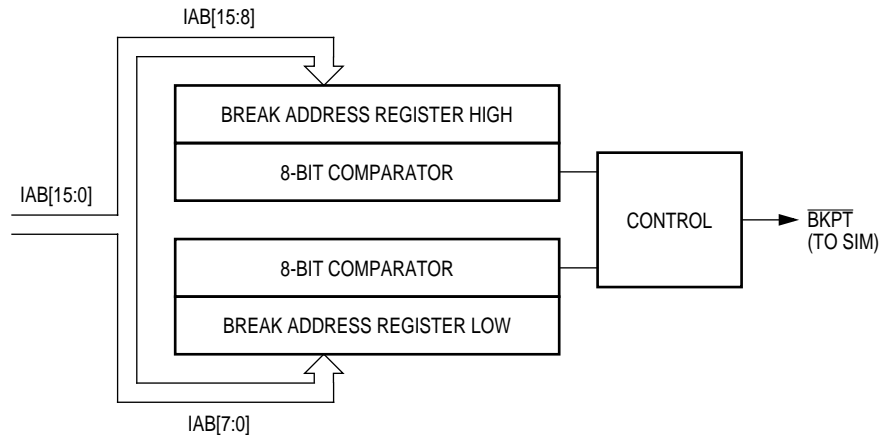 IAB[15:8]
BREAK ADDRESS REGISTER HIGH
8-BIT COMPARATOR
IAB[15:0]
CONTROL
BKPT
(TO SIM)
8-BIT COMPARATOR
BREAK ADDRESS REGISTER LOW
IAB[7:0]